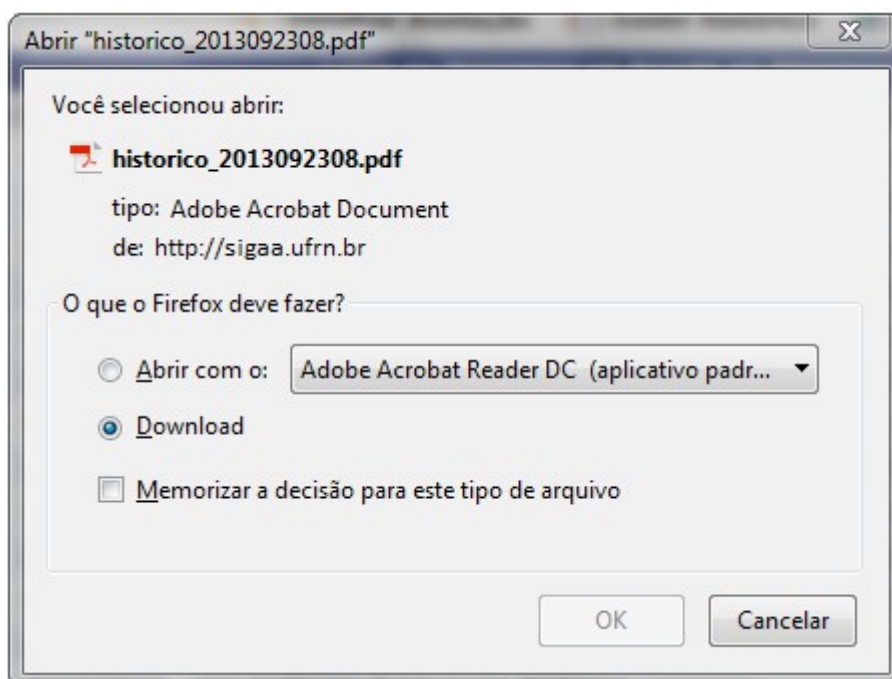 Abrir "historico_2013092308.pdf"
Você selecionou abrir:
historico_2013092308.pdf
tipo: Adobe Acrobat Document
de: http://sigaa.ufrn.br
O que o Firefox deve fazer?
Abrir com o: Adobe Acrobat Reader DC (aplicativo padr...
Download
Memorizar a decisão para este tipo de arquivo
OK Cancelar